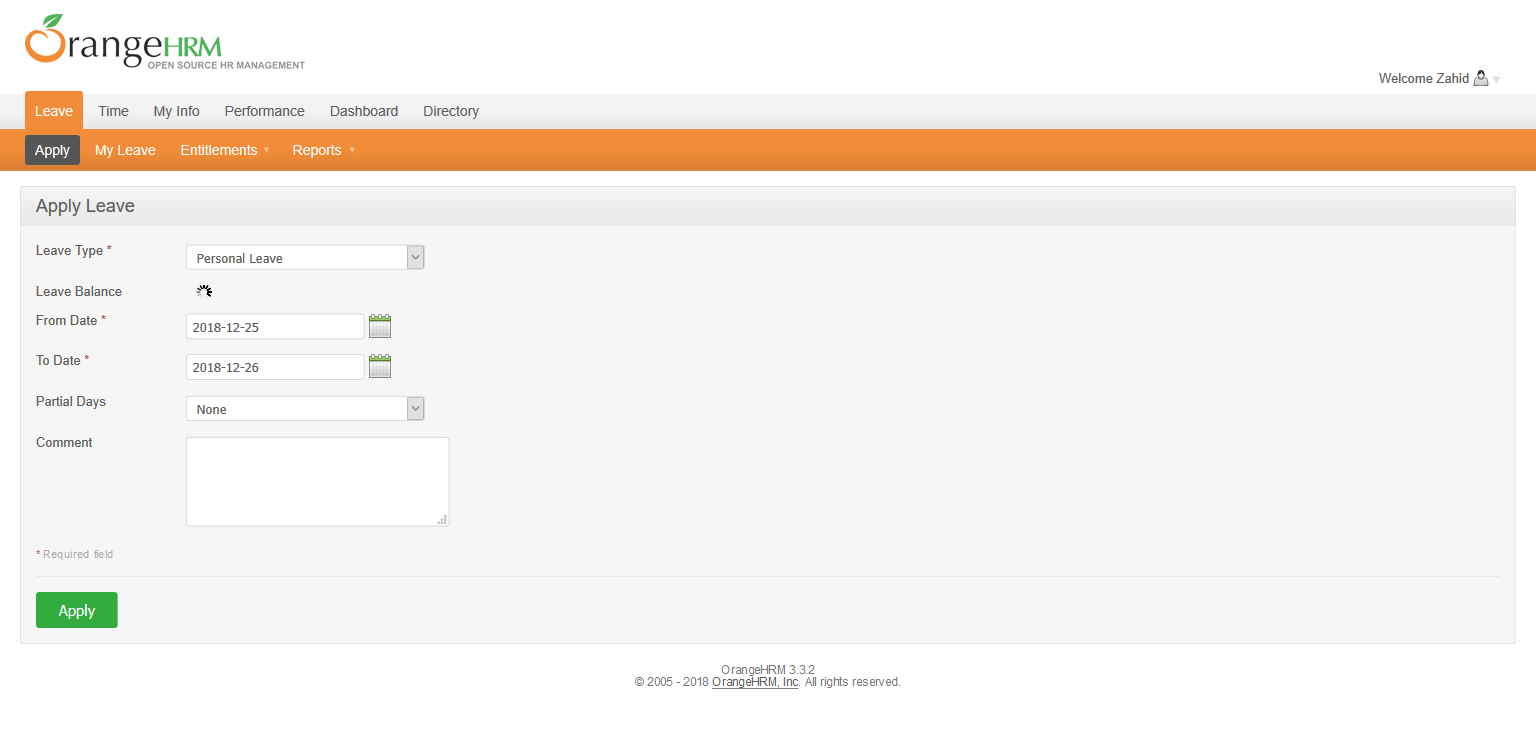 OrangeHRM
OPEN SOURCE HR MANAGEMENT
Welcome Zahid
Leave Time My Info Performance Dashboard Directory
Apply My Leave Entitlements Reports
Apply Leave
Leave Type * Personal Leave
Leave Balance
From Date * 2018-12-25
To Date * 2018-12-26
Partial Days None
Comment
* Required field
Apply
OrangeHRM 3.3.2
© 2005 - 2018 OrangeHRM, Inc. All rights reserved.